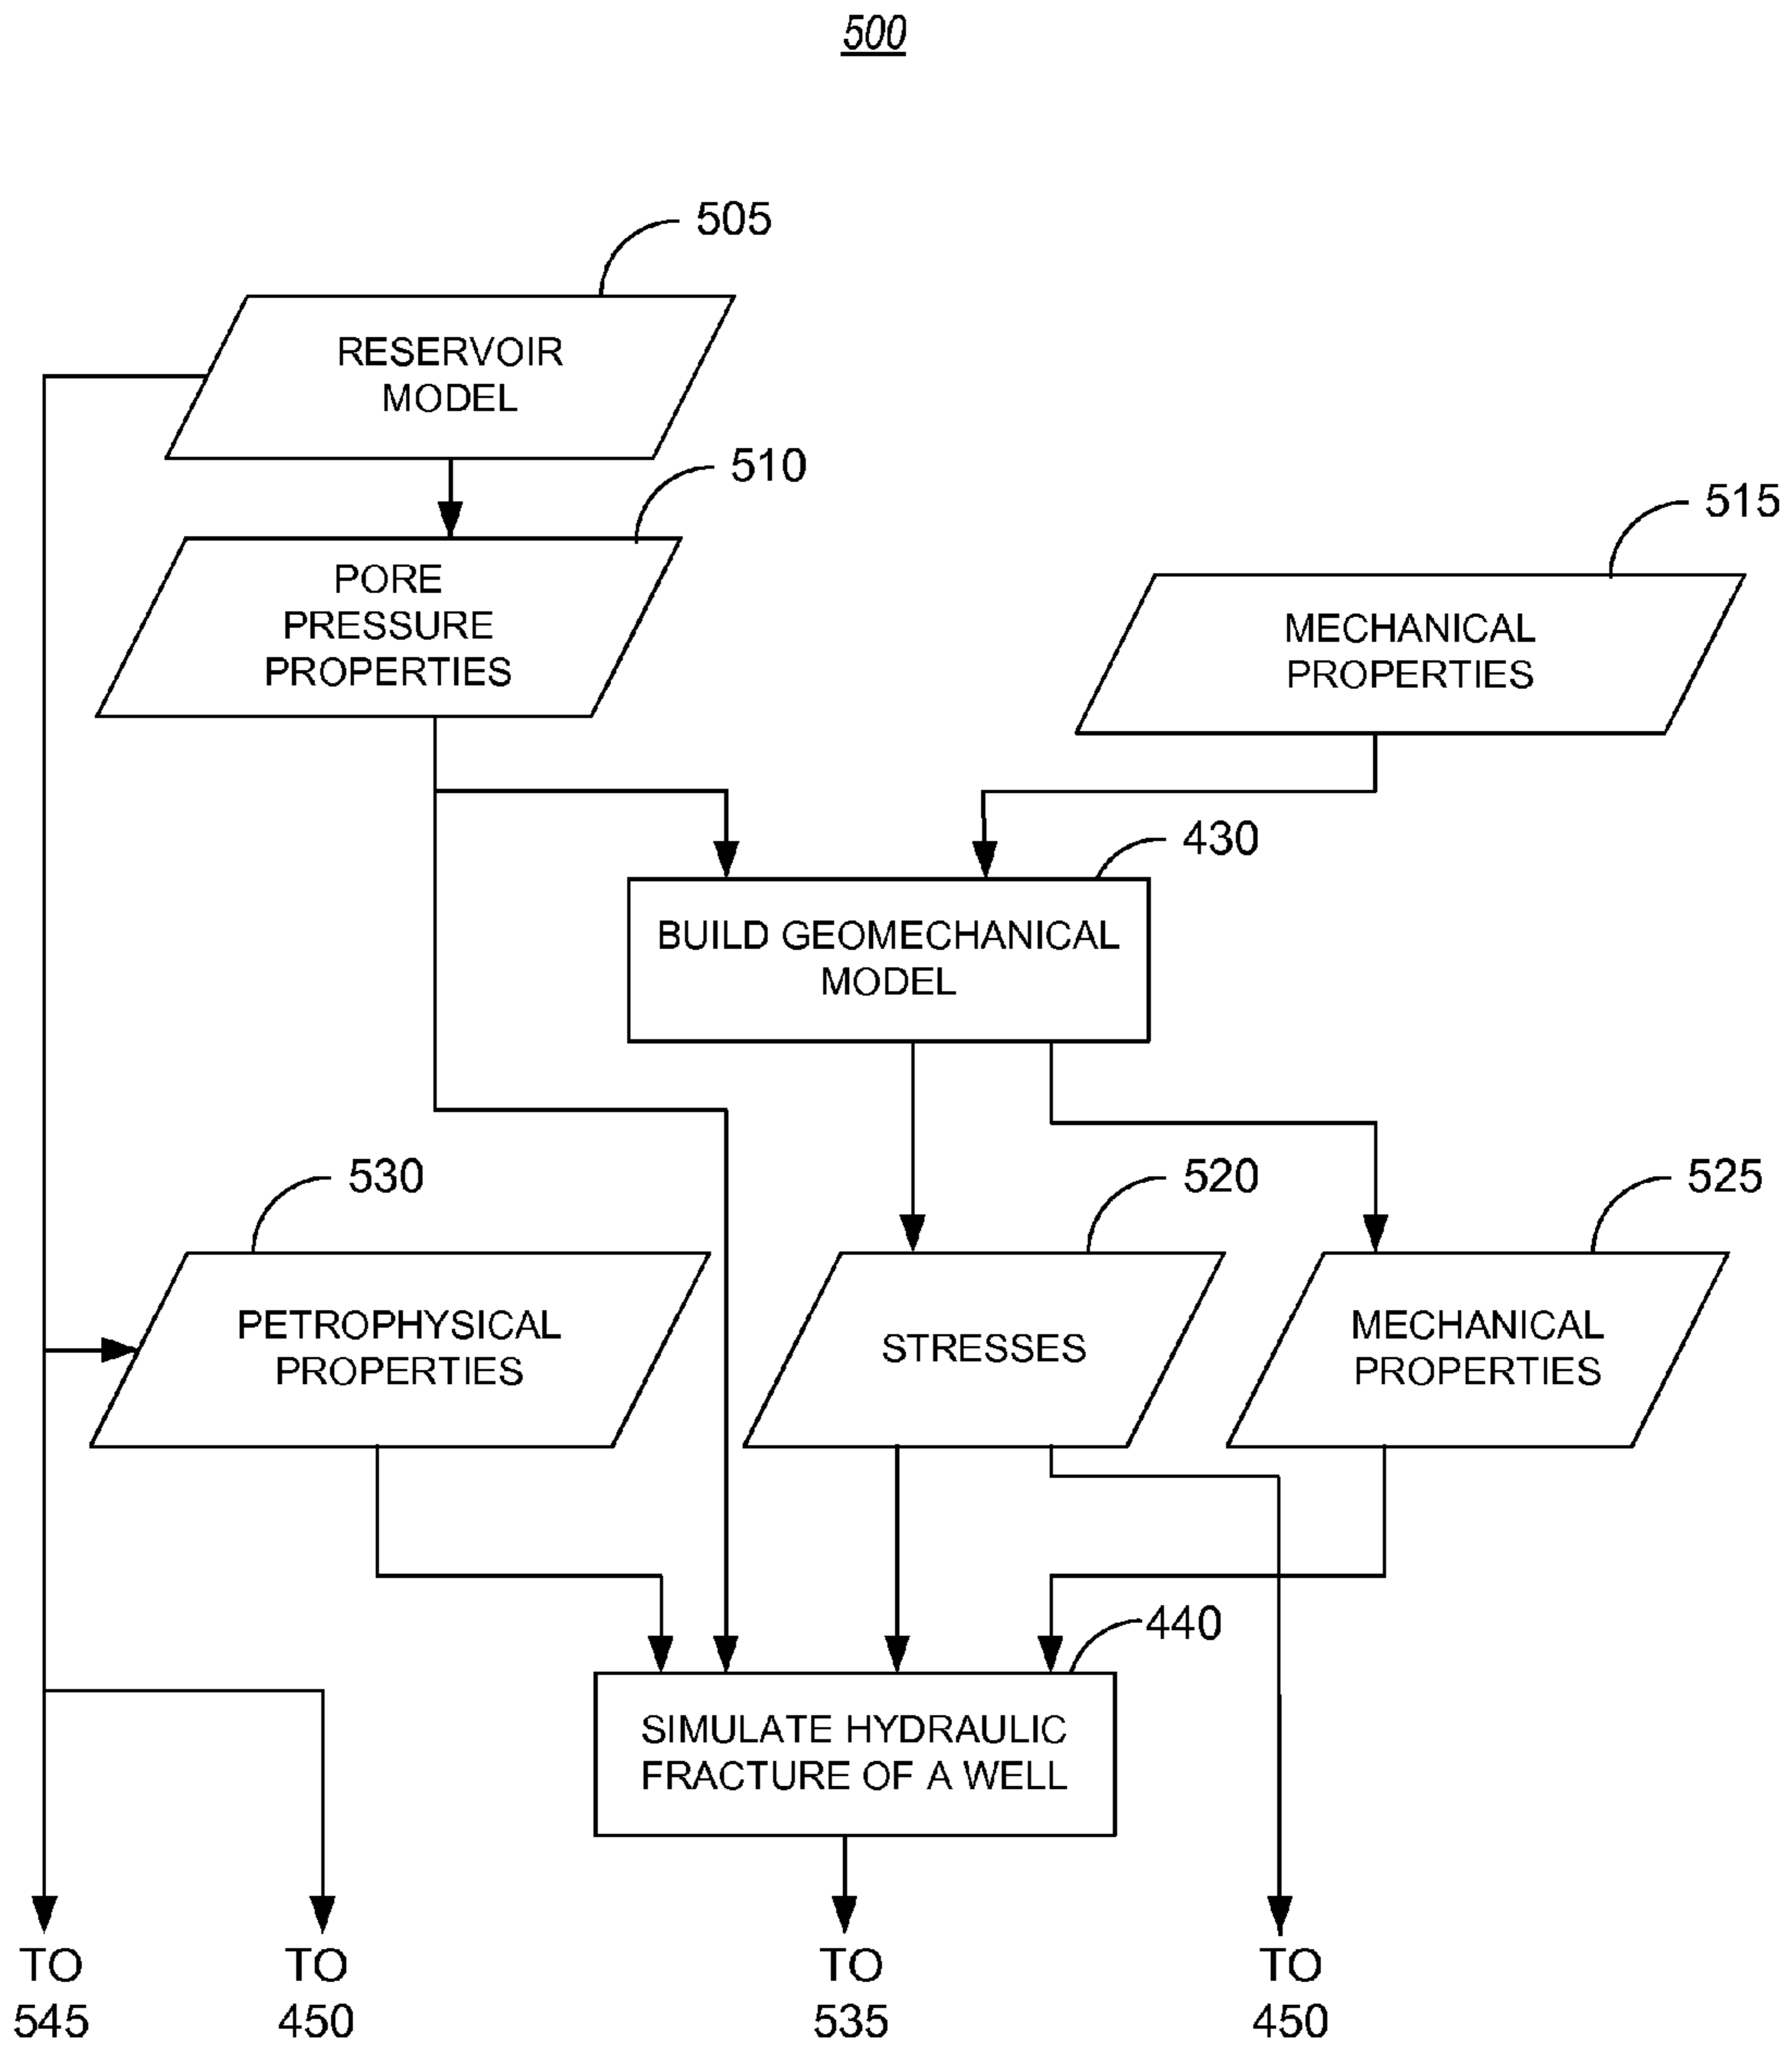 500
505
RESERVOIR
MODEL
510
PORE
PRESSURE
PROPERTIES
515
MECHANICAL
PROPERTIES
430
BUILD GEOMECHANICAL
MODEL
530
520
525
PETROPHYSICAL
PROPERTIES
STRESSES
MECHANICAL
PROPERTIES
440
SIMULATE HYDRAULIC
FRACTURE OF A WELL
TO
545
TO
450
TO
535
TO
450